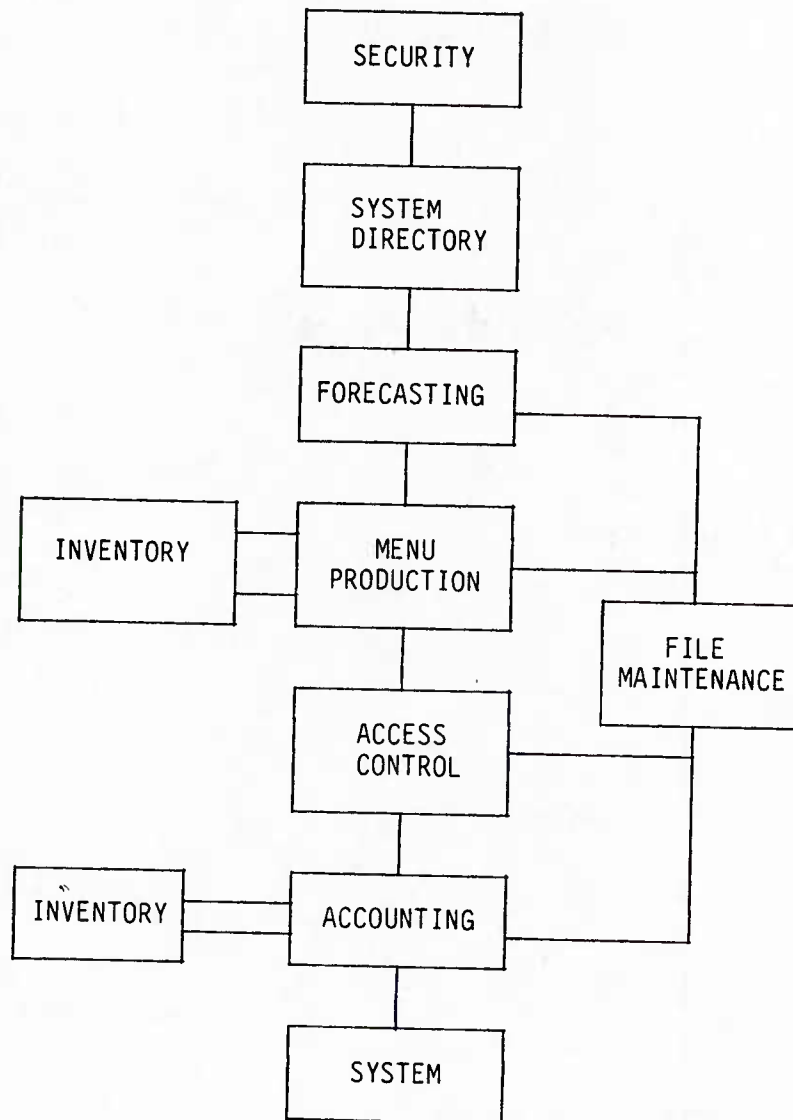 SECURITY
SYSTEM
DIRECTORY
FORECASTING
INVENTORY
MENU
PRODUCTION
FILE
MAINTENANCE
ACCESS
CONTROL
INVENTORY
ACCOUNTING
SYSTEM